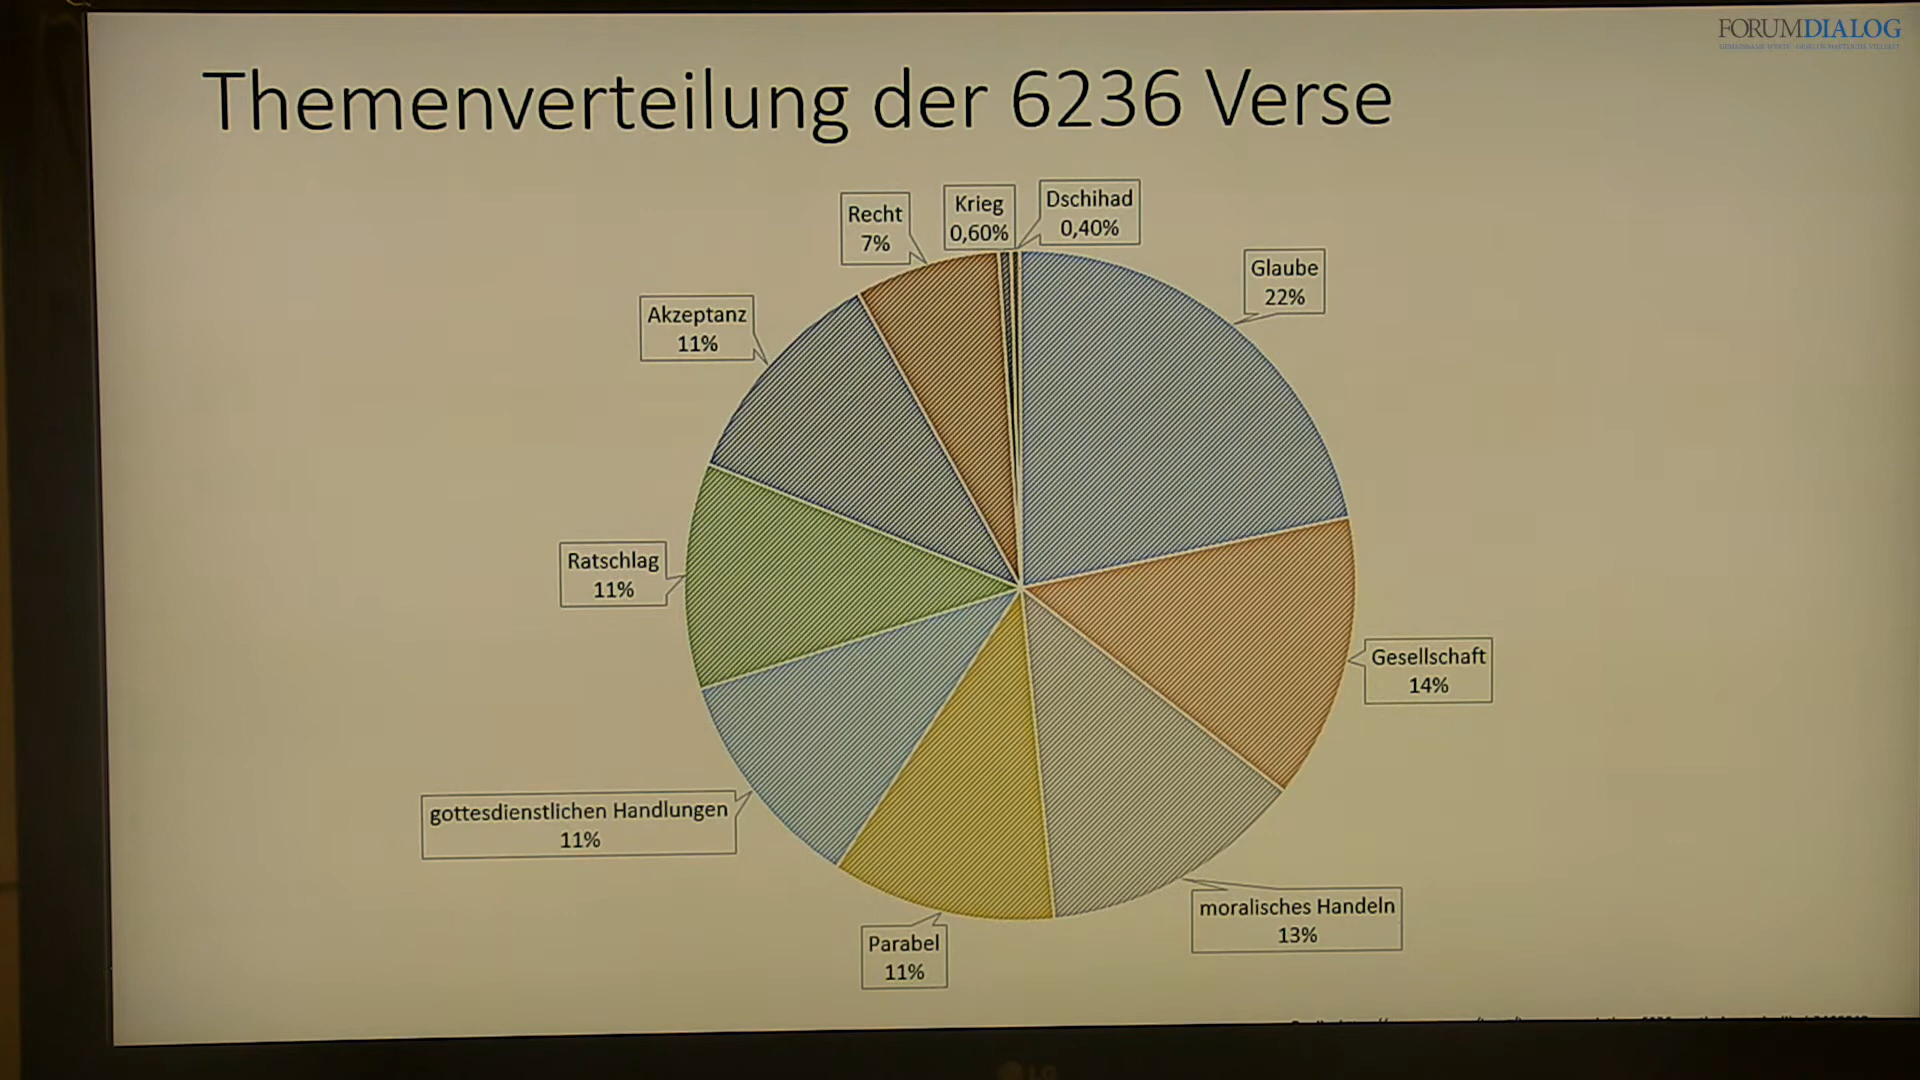 FORUMDIALOG
Themenverteilung der 6236 Verse
Dschihad
0,40%
Krieg
0,60%
Recht
7%
Glaube
22%
Akzeptanz
11%
Ratschlag
11%
Gesellschaft
14%
gottesdienstlichen Handlungen
11%
moralisches Handeln
13%
Parabel
11%
LG